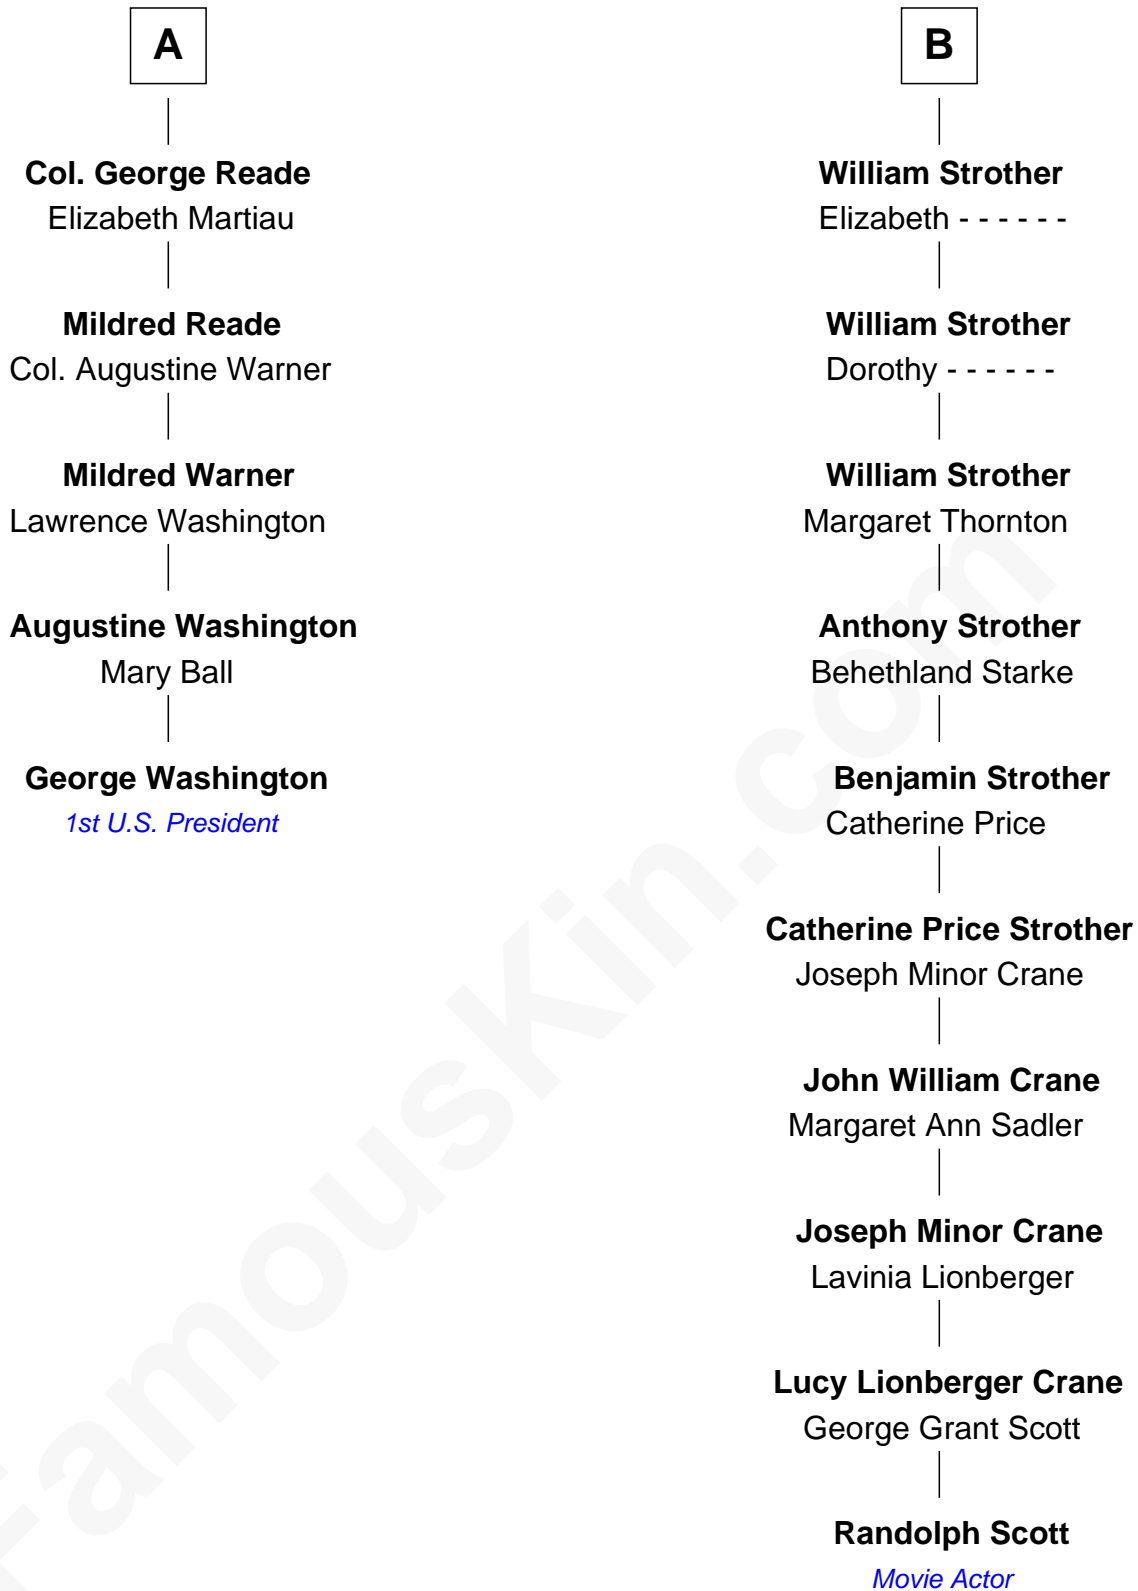 A
Col. George Reade
Elizabeth Martiau
Mildred Reade
Col. Augustine Warner
Mildred Warner
Lawrence Washington
Augustine Washington
Mary Ball
George Washington
1st U.S. President
B
William Strother
Elizabeth - - - - - -
William Strother
Dorothy - - - - - -
William Strother
Margaret Thornton
Anthony Strother
Behethland Starke
Benjamin Strother
Catherine Price
Catherine Price Strother
Joseph Minor Crane
John William Crane
Margaret Ann Sadler
Joseph Minor Crane
Lavinia Lionberger
Lucy Lionberger Crane
George Grant Scott
Randolph Scott
Movie Actor
FamousKin.com